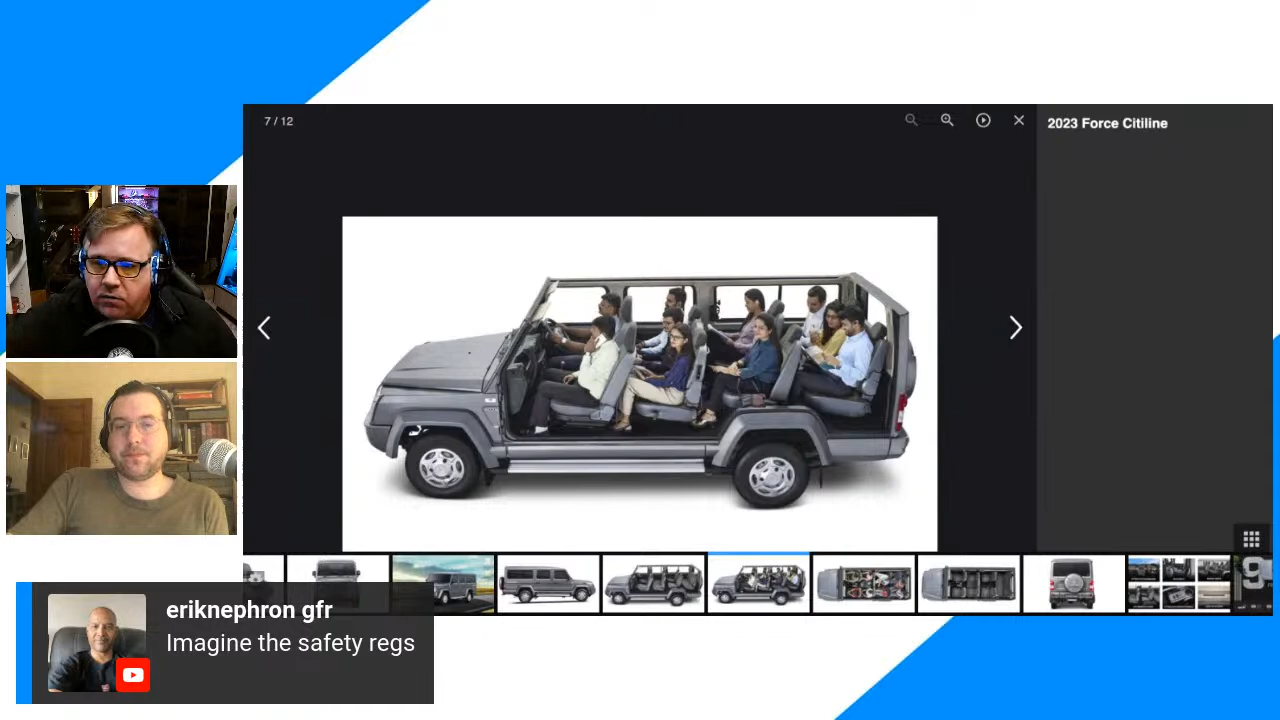 7 / 12
2023 Force Citiline
eriknephron gfr
Imagine the safety regs